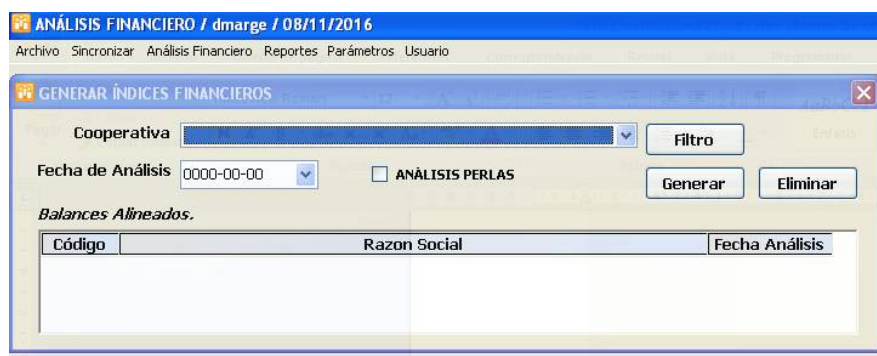 ANÁLISIS FINANCIERO / dmarge / 08/11/2016
Archivo Sincronizar Análisis Financiero Reportes Parámetros Usuario
GENERAR ÍNDICES FINANCIEROS
Cooperativa Filtro
Fecha de Análisis 0000-00-00 ANÀLISIS PERLAS Generar Eliminar
Balances Alineados.
Código Razon Social Fecha Análisis